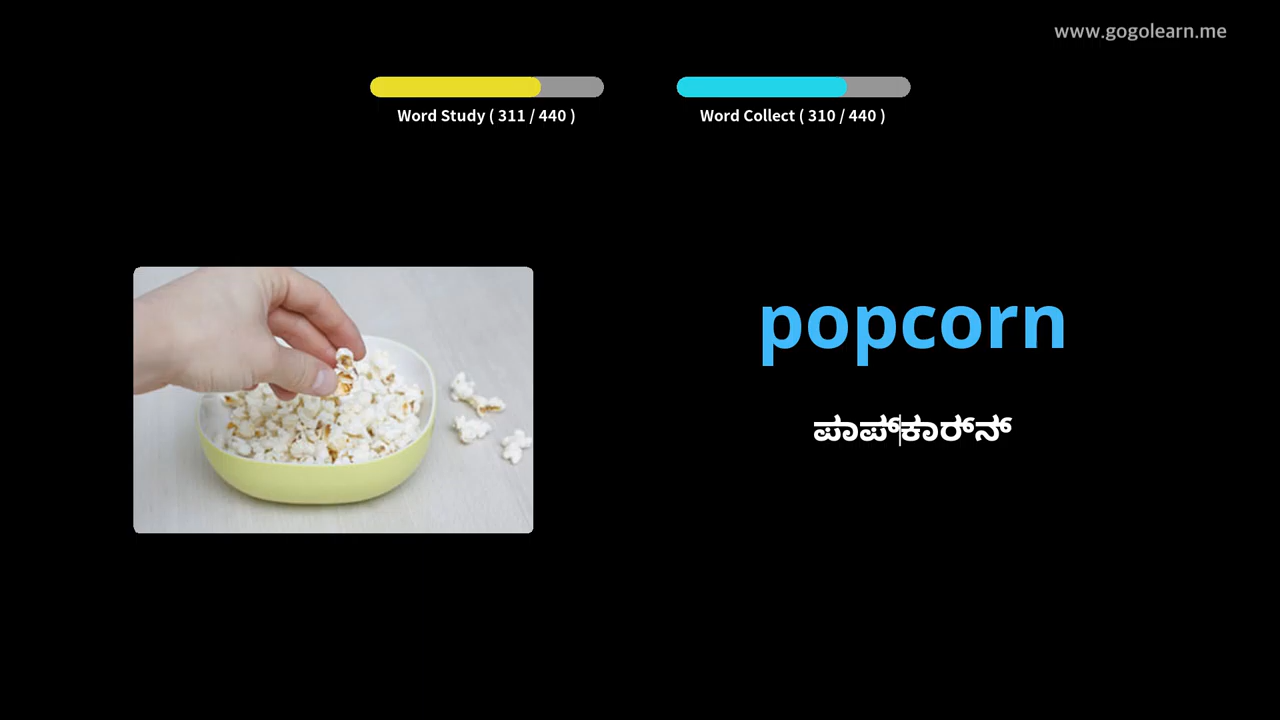 www.gogolearn.me
Word Study ( 311 / 440 )
Word Collect ( 310 / 440 )
popcorn
ಪಾಪ್‌ಕಾರ್ನ್